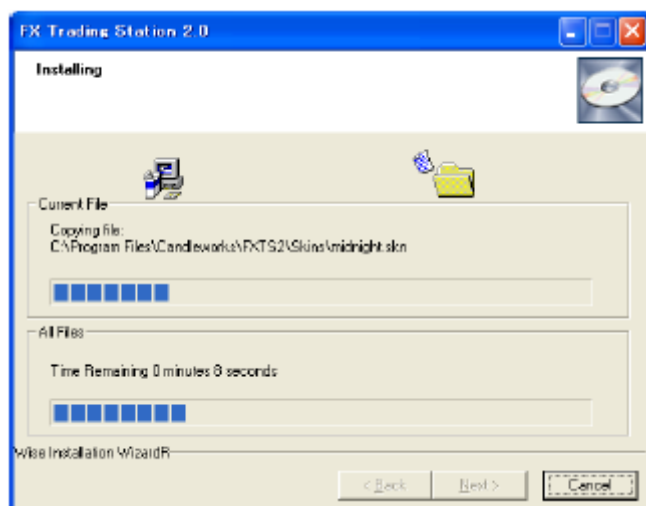 FX Trading Station 2.0
Installing
Current File
Copying file:
C:\Program Files\Candleworks\FXTS2\Skins\midnight.skn
All Files
Time Remaining 0 minutes 8 seconds
Wise Installation WizardR
< Back
Next >
Cancel